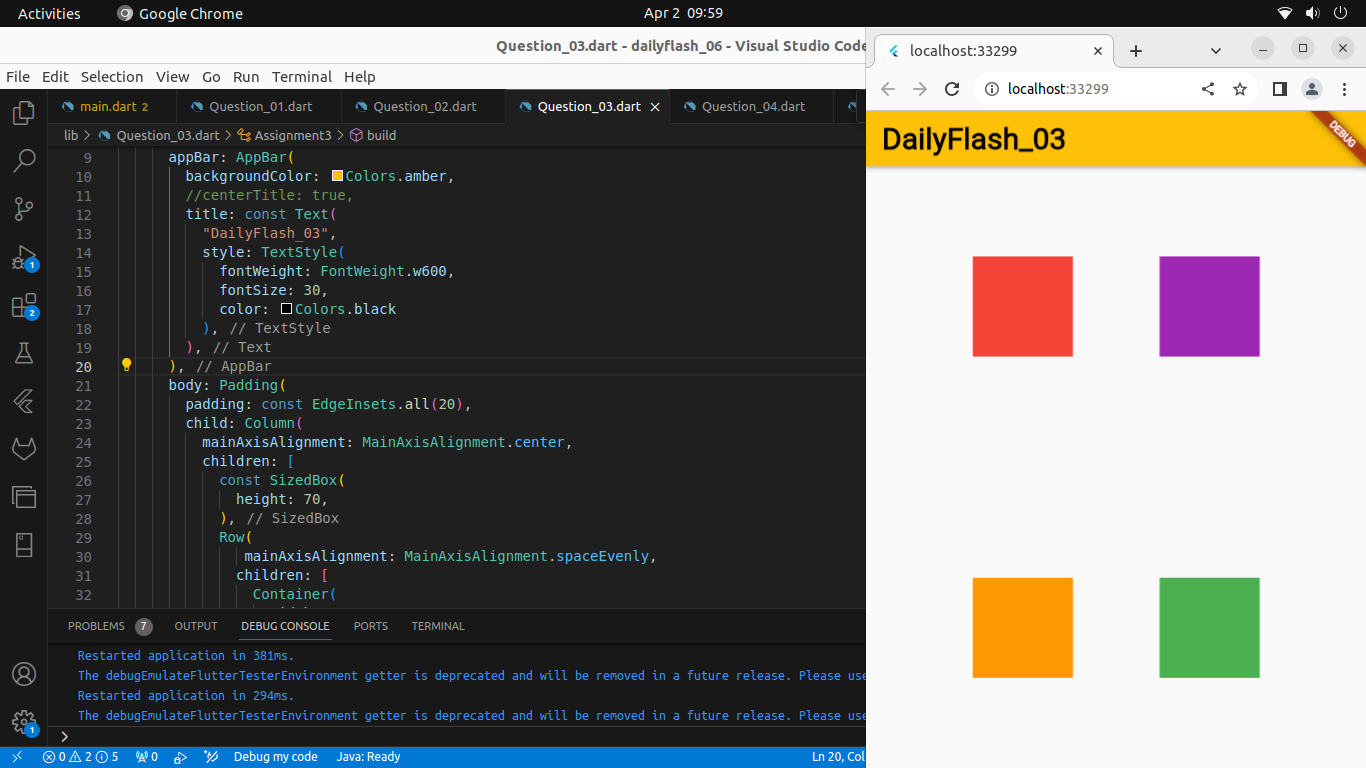 Activities Google Chrome Apr 2 09:59
Question_03.dart - dailyflash_06 - Visual Studio Code
File Edit Selection View Go Run Terminal Help
main.dart 2 Question_01.dart Question_02.dart Question_03.dart Question_04.dart
lib > Question_03.dart > Assignment3 > build
9 appBar: AppBar(
10 backgroundColor: Colors.amber,
11 //centerTitle: true,
12 title: const Text(
13 "DailyFlash_03",
14 style: TextStyle(
15 fontWeight: FontWeight.w600,
16 fontSize: 30,
17 color: Colors.black
18 ), // TextStyle
19 ), // Text
20 ), // AppBar
21 body: Padding(
22 padding: const EdgeInsets.all(20),
23 child: Column(
24 mainAxisAlignment: MainAxisAlignment.center,
25 children: [
26 const SizedBox(
27 height: 70,
28 ), // SizedBox
29 Row(
30 mainAxisAlignment: MainAxisAlignment.spaceEvenly,
31 children: [
32 Container(
1
2
1
PROBLEMS 7 OUTPUT DEBUG CONSOLE PORTS TERMINAL
Restarted application in 381ms.
The debugEmulateFlutterTesterEnvironment getter is deprecated and will be removed in a future release. Please use
Restarted application in 294ms.
The debugEmulateFlutterTesterEnvironment getter is deprecated and will be removed in a future release. Please use
>
0 2 5 0 Debug my code Java: Ready Ln 20, Col
localhost:33299
localhost:33299
DailyFlash_03
DEBUG